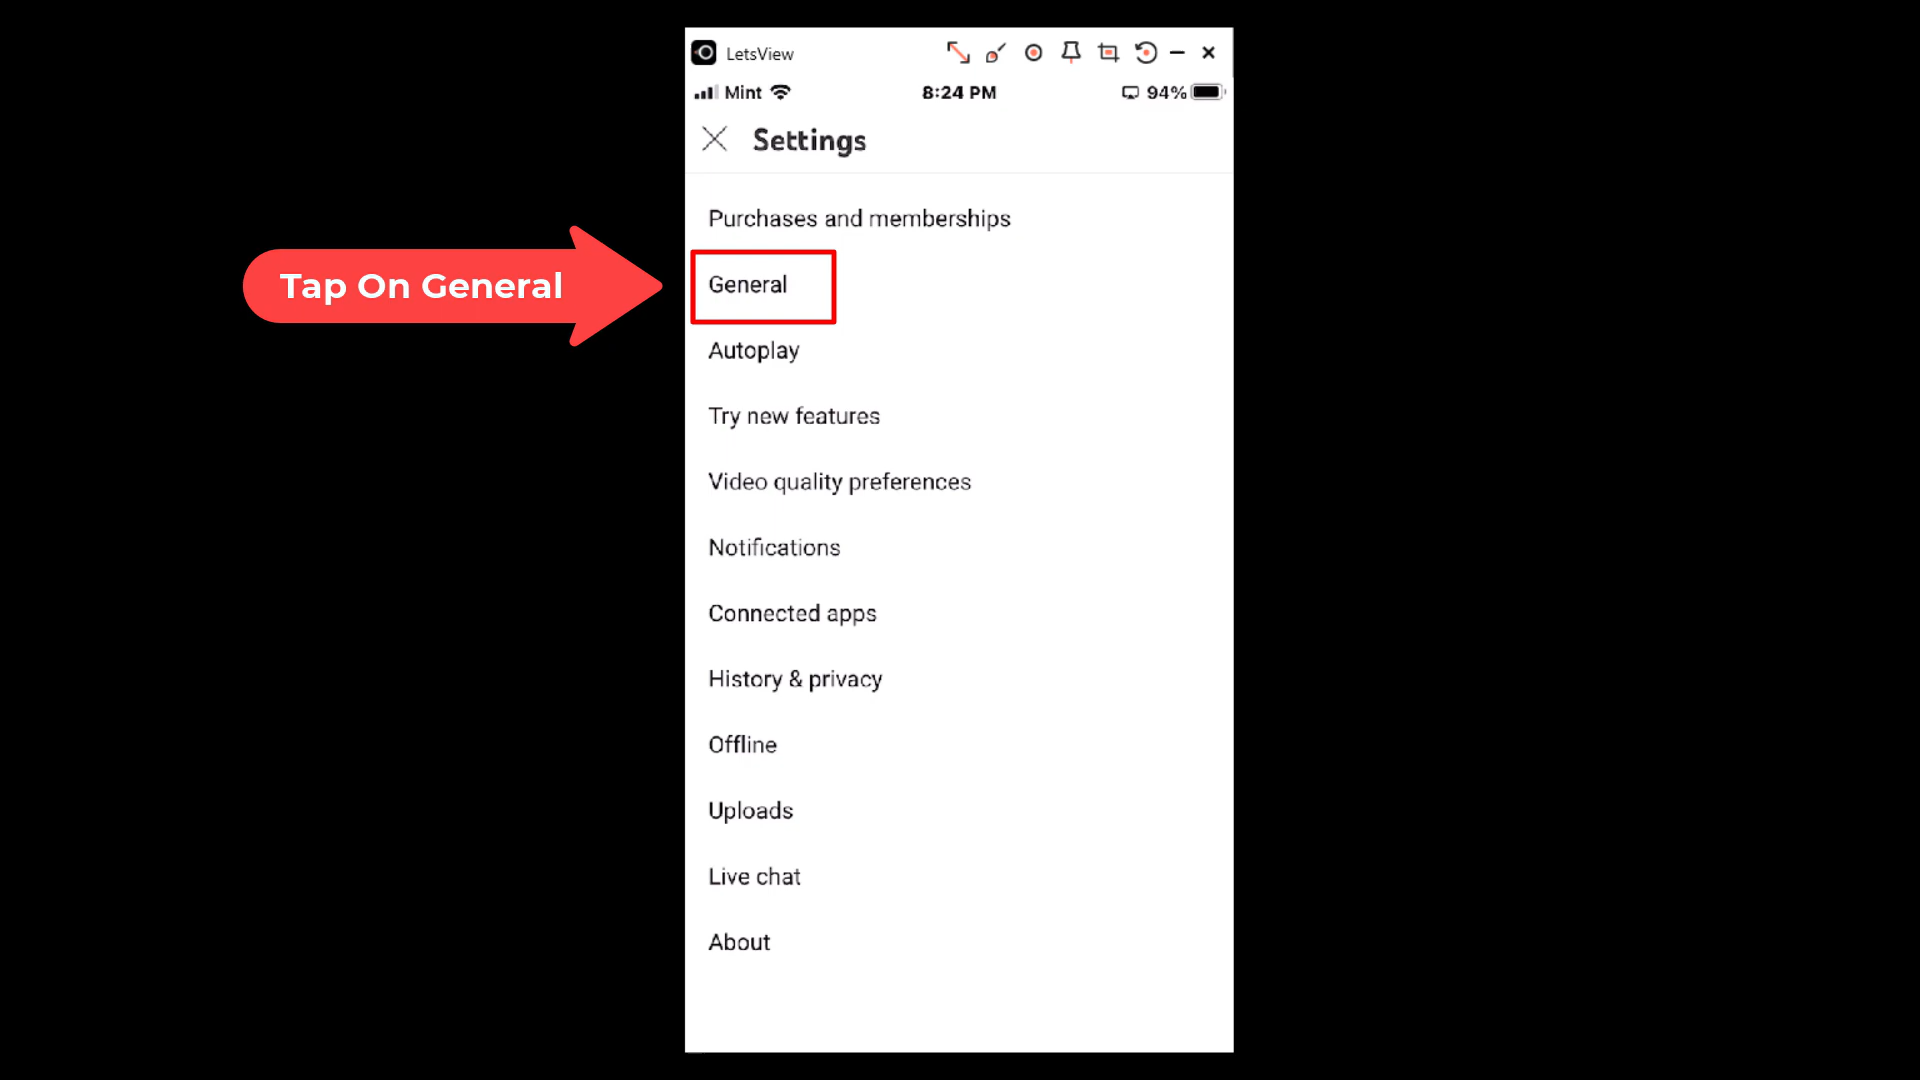 LetsView
Mint 8:24 PM 94%
Settings
Purchases and memberships
Tap On General
General
Autoplay
Try new features
Video quality preferences
Notifications
Connected apps
History & privacy
Offline
Uploads
Live chat
About